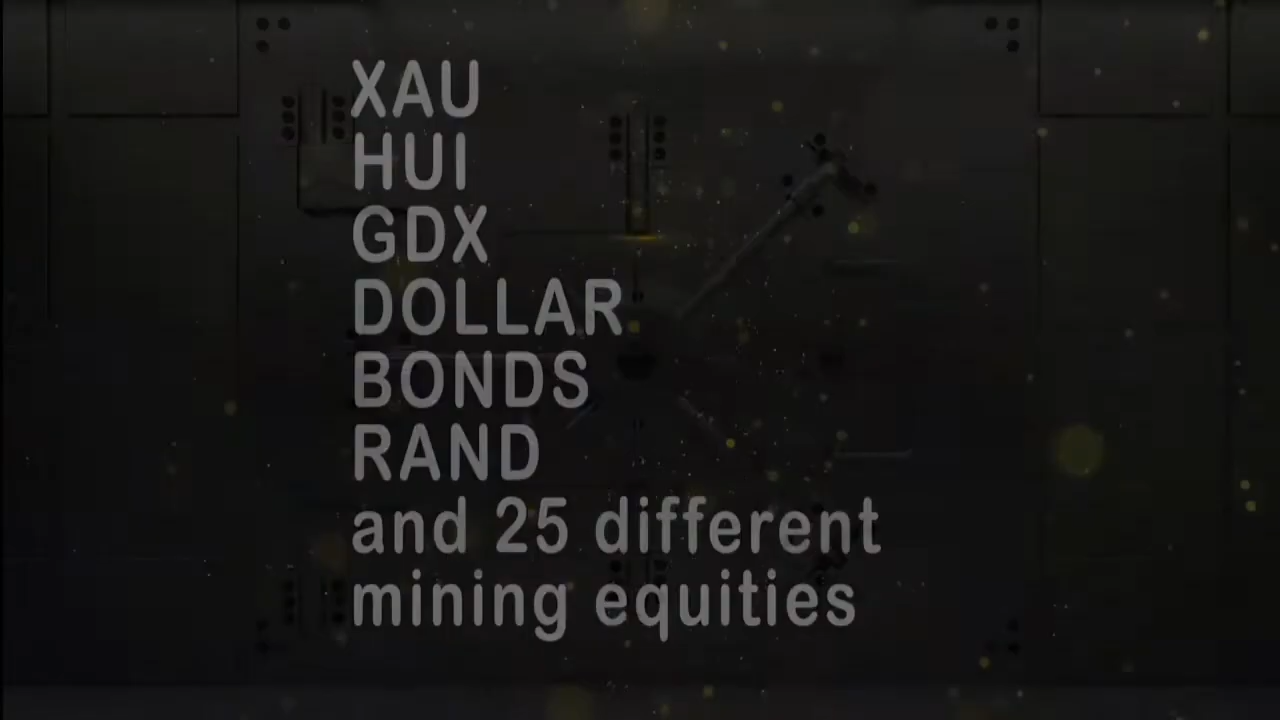 XAU
HUI
GDX
DOLLAR
BONDS
RAND
and 25 different
mining equities